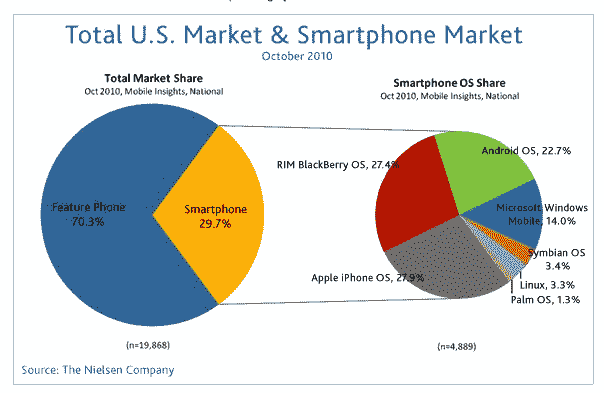 Total U.S. Market & Smartphone Market
October 2010
Total Market Share
Oct 2010, Mobile Insights, National
Feature Phone
70.3%
Smartphone
29.7%
(n=19,868)
Smartphone OS Share
Oct 2010, Mobile Insights, National
RIM BlackBerry OS, 27.4%
Android OS, 22.7%
Microsoft Windows
Mobile, 14.0%
Symbian OS
3.4%
Linux, 3.3%
Palm OS, 1.3%
Apple iPhone OS, 27.9%
(n=4,889)
Source: The Nielsen Company